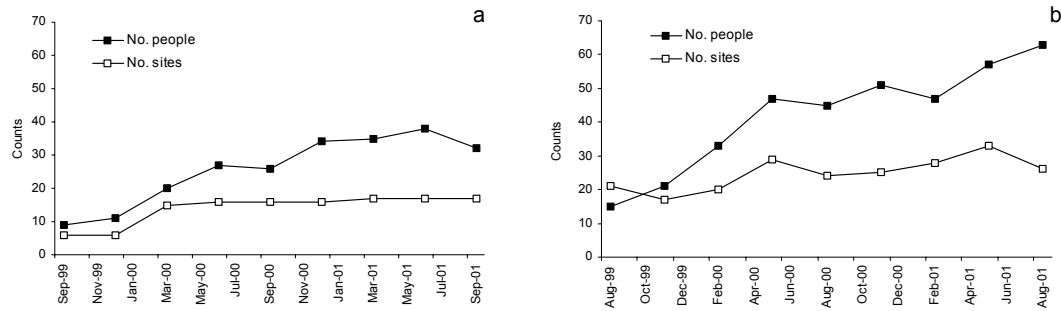 a
70
60
50
40
30
20
10
0
Counts
No. people
No. sites
Sep-99
Nov-99
Jan-00
Mar-00
May-00
Jul-00
Sep-00
Nov-00
Jan-01
Mar-01
May-01
Jul-01
Sep-01
b
70
60
50
40
30
20
10
0
Counts
No. people
No. sites
Aug-99
Oct-99
Dec-99
Feb-00
Apr-00
Jun-00
Aug-00
Oct-00
Dec-00
Feb-01
Apr-01
Jun-01
Aug-01